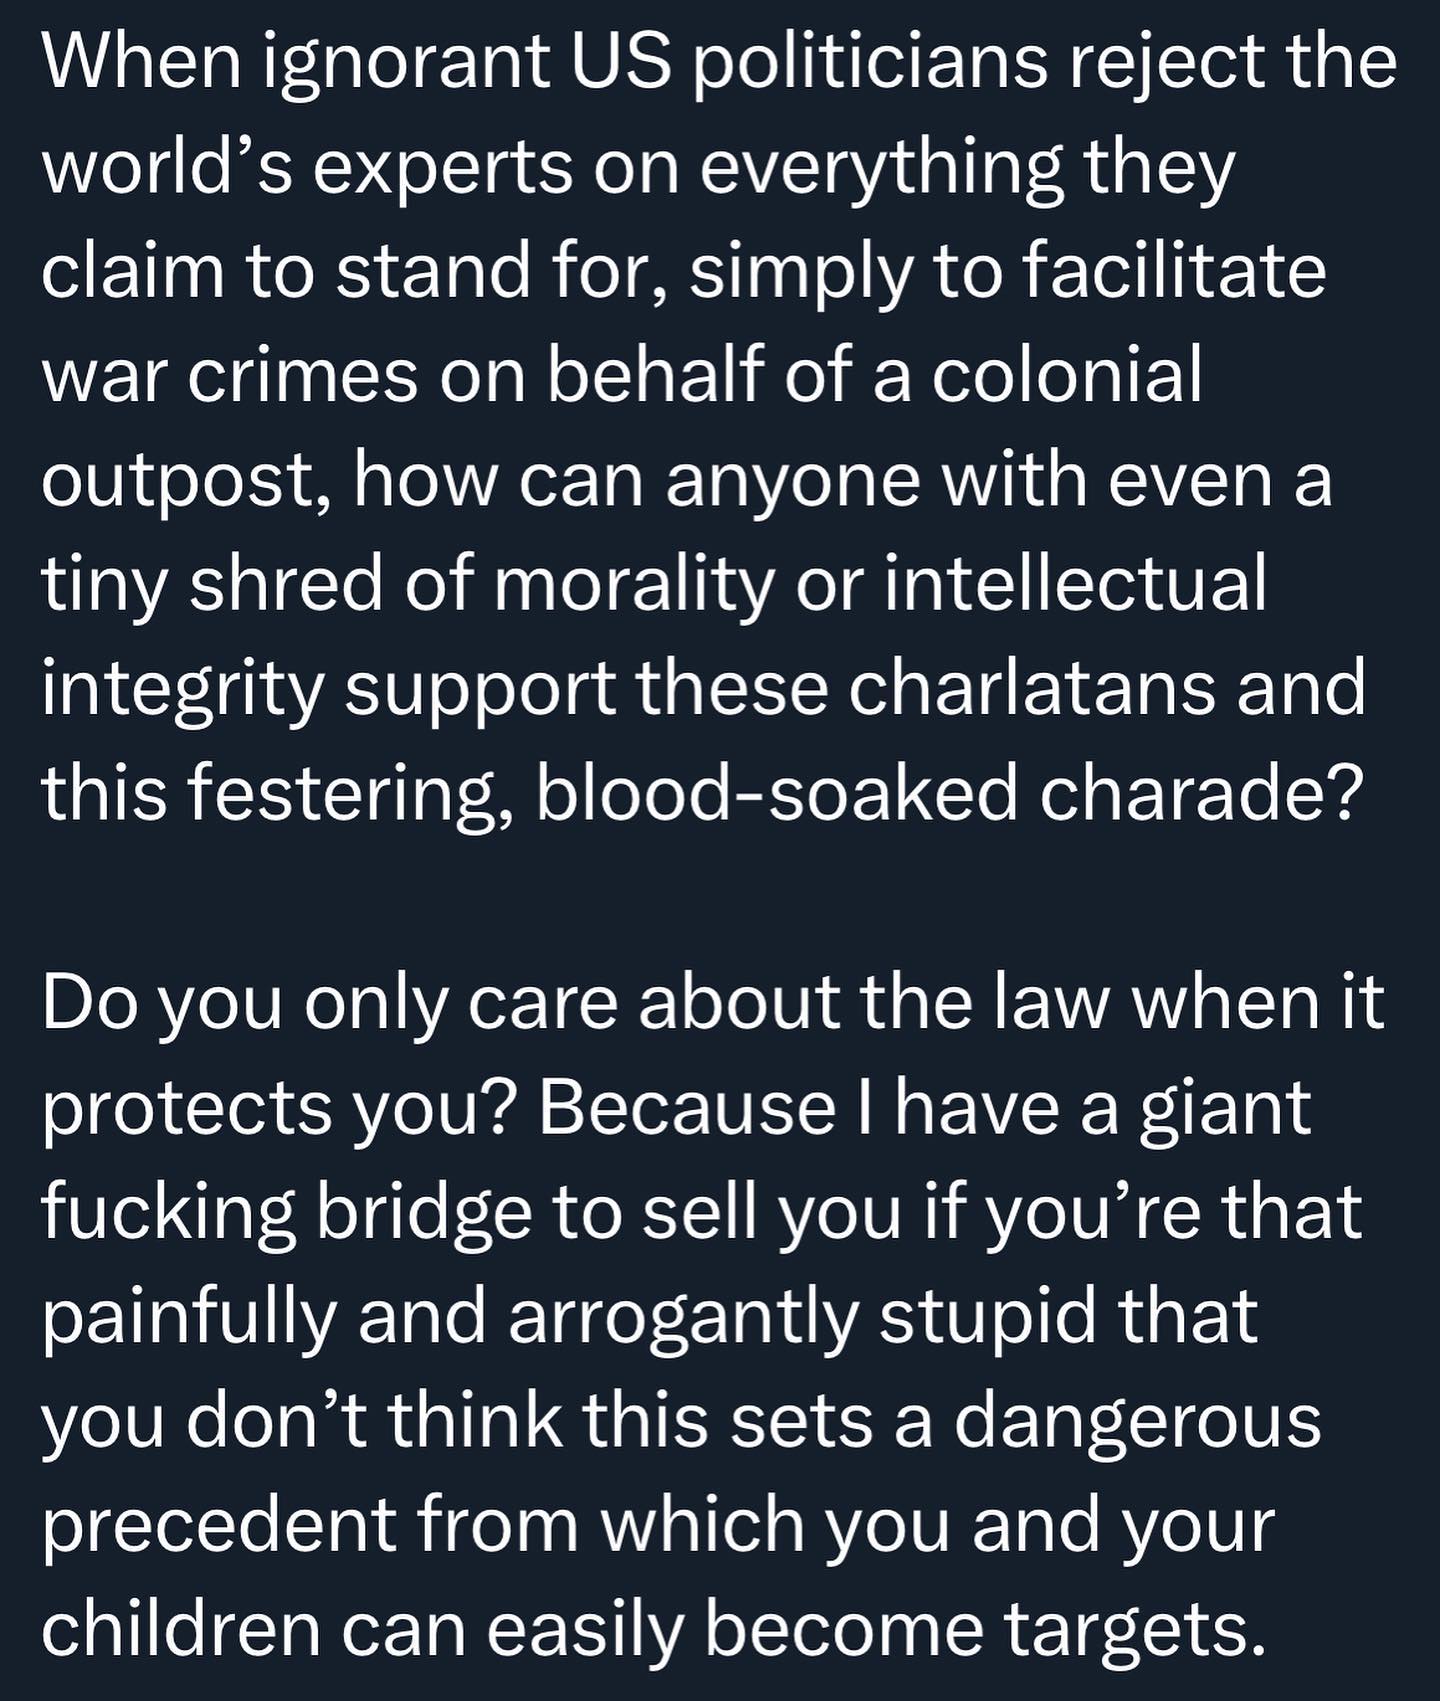 When ignorant US politicians reject the
world’s experts on everything they
claim to stand for, simply to facilitate
war crimes on behalf of a colonial
outpost, how can anyone with even a
tiny shred of morality or intellectual
integrity support these charlatans and
this festering, blood-soaked charade?
Do you only care about the law when it
protects you? Because I have a giant
fucking bridge to sell you if you’re that
painfully and arrogantly stupid that
you don’t think this sets a dangerous
precedent from which you and your
children can easily become targets.